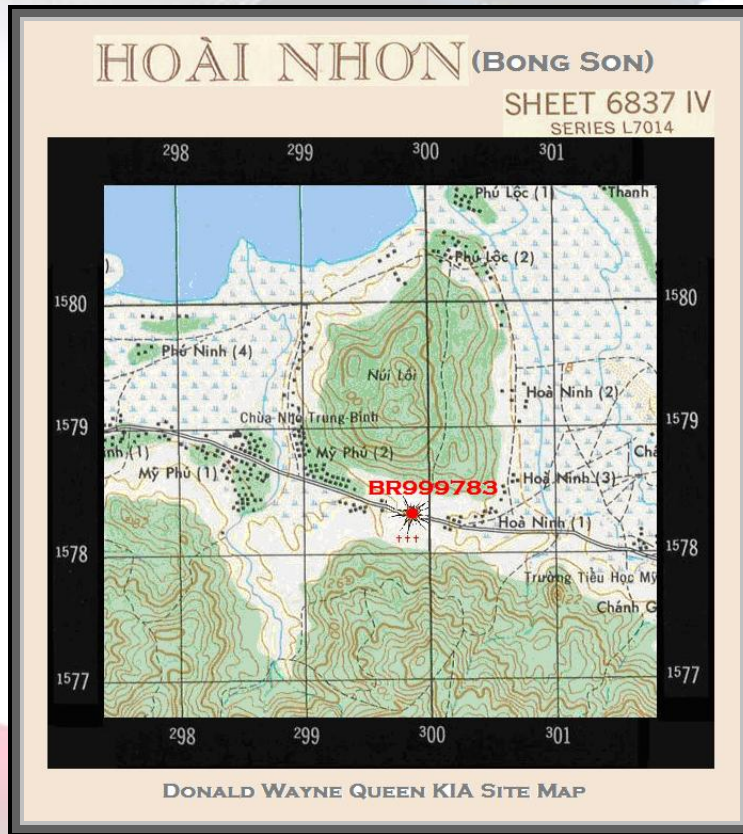 HOÀI NHƠN (BONG SON)
SHEET 6837 IV
SERIES L7014
298 299 300 301
Phú Lộc (1) Thanh
Phú Lộc (2)
1580 1580
Phú Ninh (4)
Núi Lồi
Hoà Ninh (2)
1579 1579
Chùa Nho Trung-Bình
Mỹ Phú (2)
Mỹ Phú (1)
Hoà Ninh (3)
BR999783
Hoà Ninh (1)
1578 1578
Trường Tiểu Học Mỹ
Chánh G
1577 1577
298 299 300 301
DONALD WAYNE QUEEN KIA SITE MAP